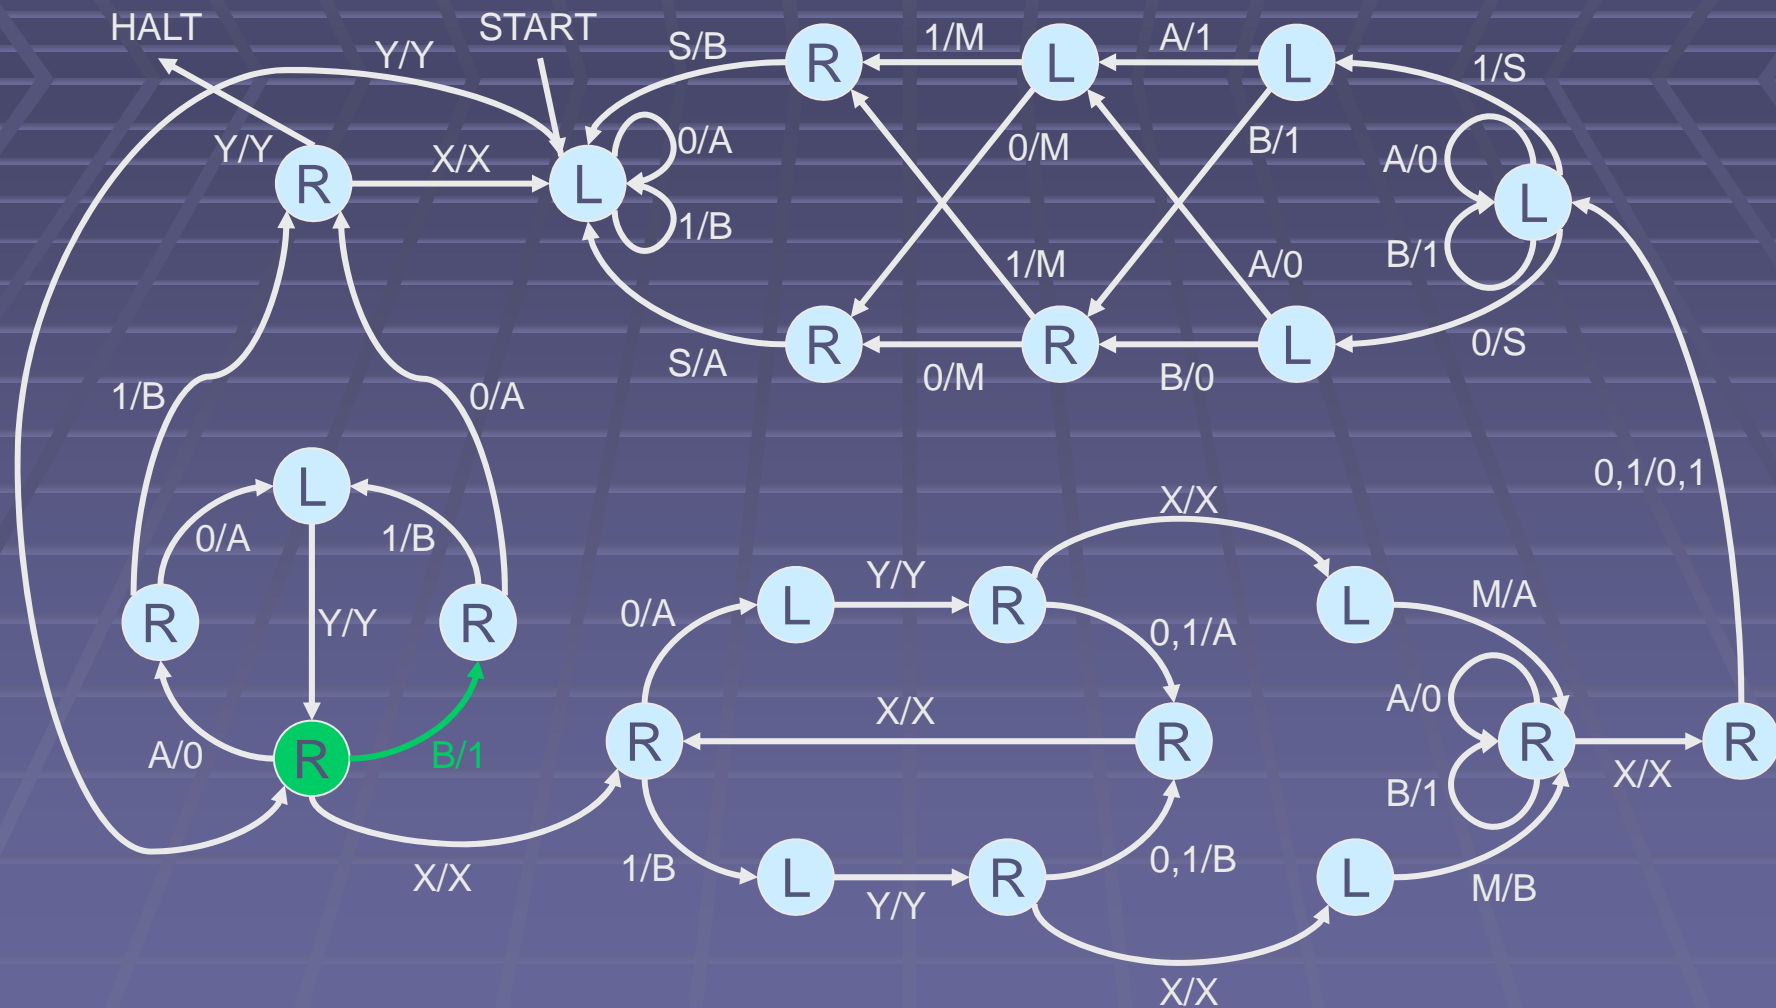 HALT
START
Y/Y
S/B
1/M
A/1
1/S
Y/Y
X/X
0/A
0/M
B/1
A/0
R
L
R
L
L
L
1/B
1/M
A/0
B/1
S/A
R
0/M
R
B/0
L
0/S
1/B
0/A
L
0/A
1/B
Y/Y
R
R
A/0
R
B/1
X/X
0,1/0,1
X/X
0/A
L
Y/Y
R
0,1/A
L
M/A
R
X/X
R
A/0
R
X/X
R
B/1
1/B
L
Y/Y
R
0,1/B
L
M/B
X/X